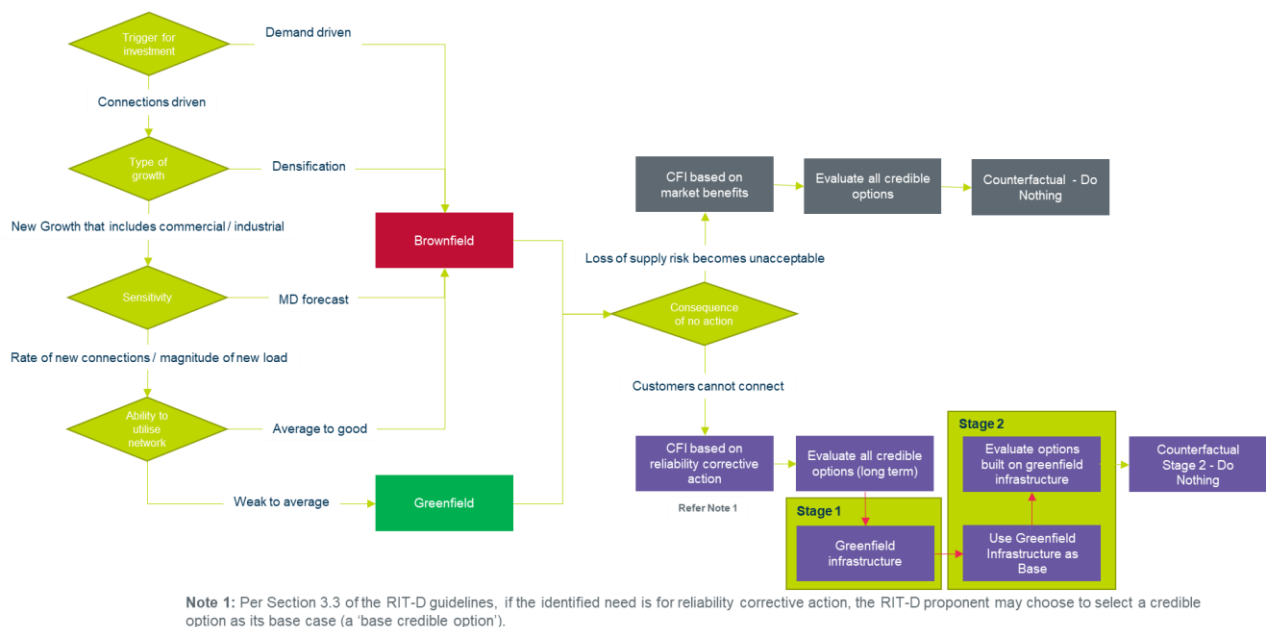 Trigger for
investment
Demand driven
Connections driven
Type of
growth
Densification
New Growth that includes commercial / industrial
Sensitivity
MD forecast
Rate of new connections / magnitude of new load
Ability to
utilise
network
Average to good
Weak to average
Brownfield
Greenfield
CFI based on
market benefits
Evaluate all credible
options
Counterfactual - Do
Nothing
Loss of supply risk becomes unacceptable
Consequence
of no action
Customers cannot connect
CFI based on
reliability corrective
action
Refer Note 1
Evaluate all credible
options (long term)
Stage 1
Greenfield
infrastructure
Stage 2
Evaluate options
built on greenfield
infrastructure
Use Greenfield
Infrastructure as
Base
Counterfactual
Stage 2 - Do
Nothing
Note 1: Per Section 3.3 of the RIT-D guidelines, if the identified need is for reliability corrective action, the RIT-D proponent may choose to select a credible
option as its base case (a 'base credible option').